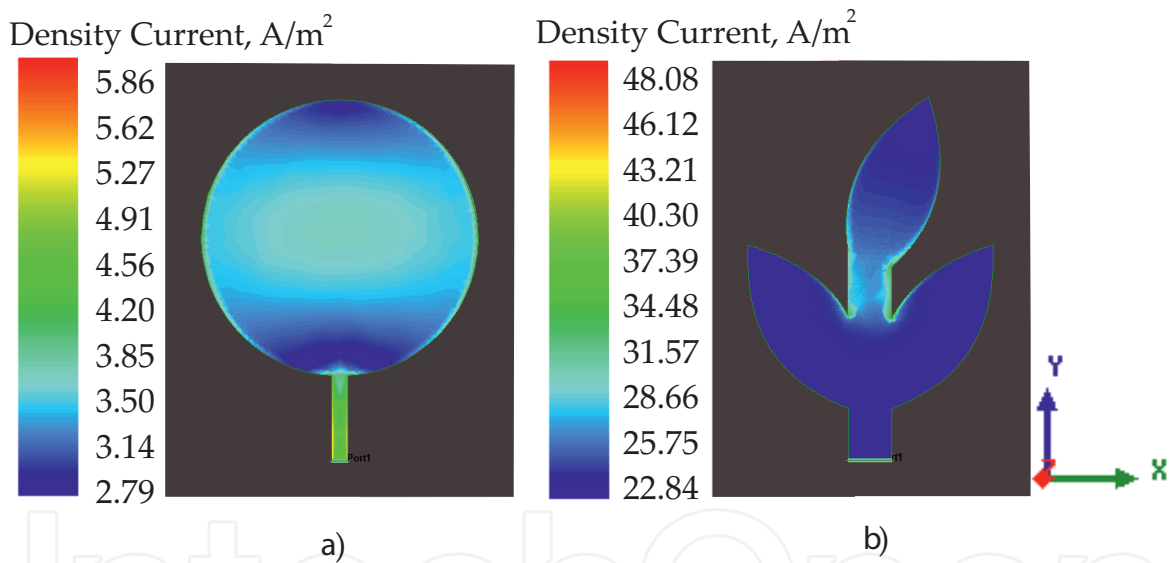 Density Current, A/m²
5.86
5.62
5.27
4.91
4.56
4.20
3.85
3.50
3.14
2.79
Port1
a)
Density Current, A/m²
48.08
46.12
43.21
40.30
37.39
34.48
31.57
28.66
25.75
22.84
rt1
b)
Y
X